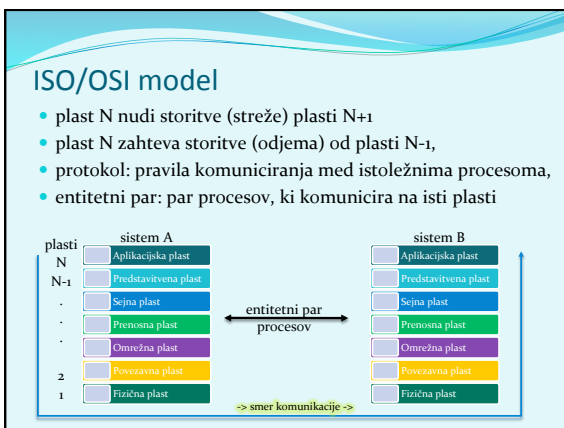 ISO/OSI model
plast N nudi storitve (streže) plasti N+1
plast N zahteva storitve (odjema) od plasti N-1,
protokol: pravila komuniciranja med istoležnima procesoma,
entitetni par: par procesov, ki komunicira na isti plasti
plasti
N
N-1
.
.
.
2
1
sistem A
Aplikacijska plast
Predstavitvena plast
Sejna plast
Prenosna plast
Omrežna plast
Povezavna plast
Fizična plast
entitetni par
procesov
sistem B
Aplikacijska plast
Predstavitvena plast
Sejna plast
Prenosna plast
Omrežna plast
Povezavna plast
Fizična plast
-> smer komunikacije ->